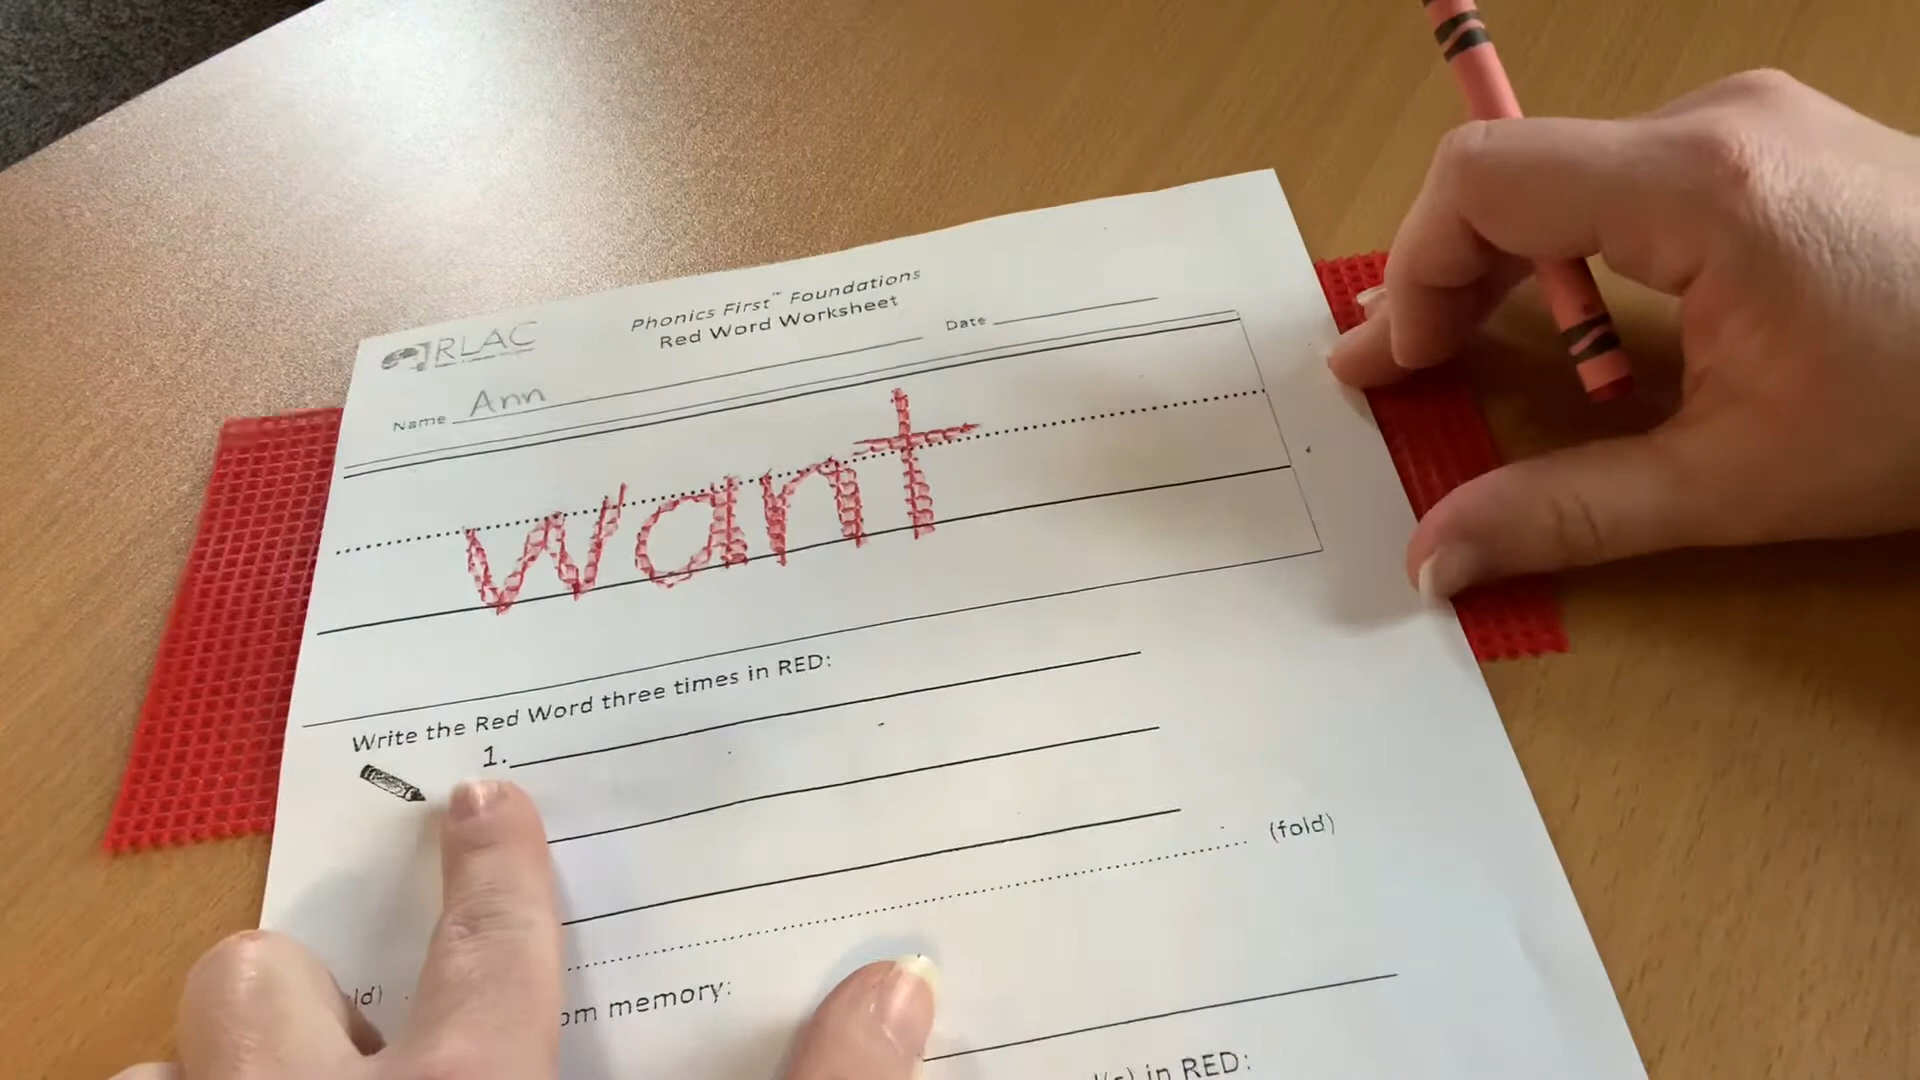 RLAC
Phonics First™ Foundations
Red Word Worksheet
Name Ann Date
want
Write the Red Word three times in RED:
1.
(fold)
memory:
in RED: